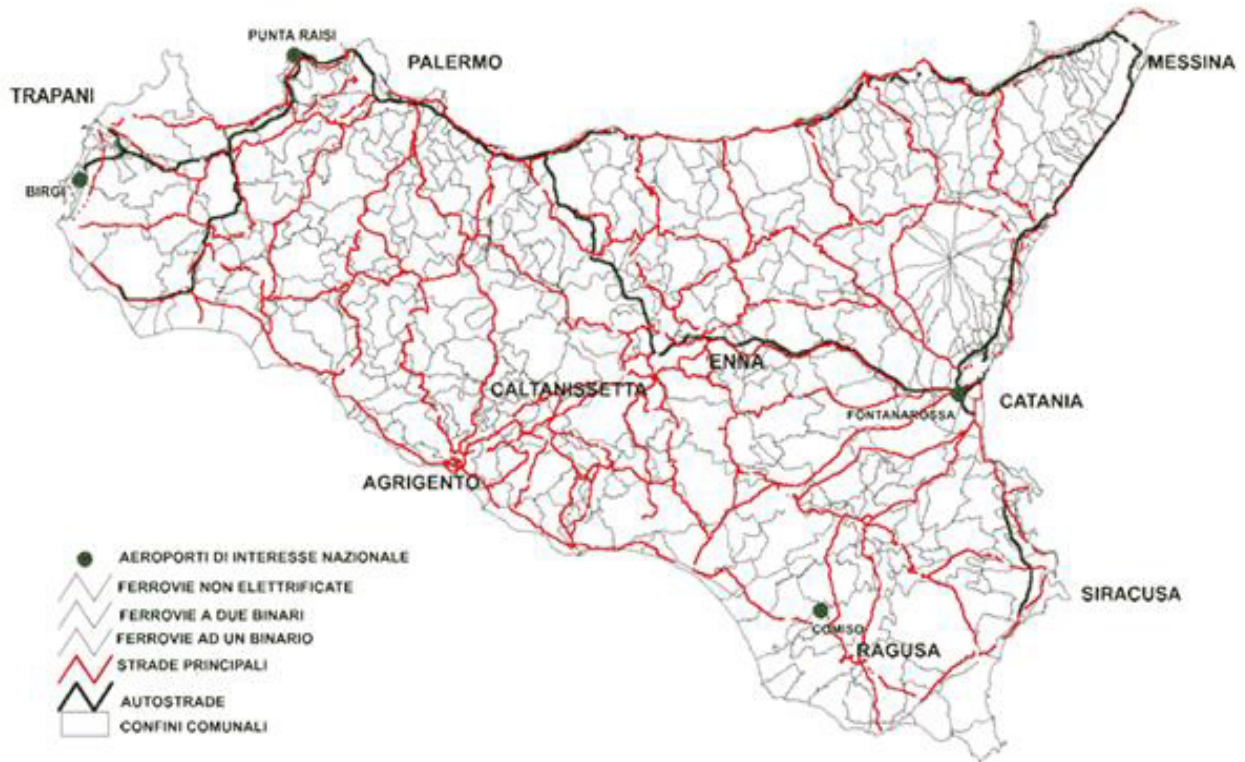 PUNTA RAISI
PALERMO
MESSINA
TRAPANI
BIRGI
ENNA
CALTANISSETTA
CATANIA
FONTANAROSSA
AGRIGENTO
AEROPORTI DI INTERESSE NAZIONALE
FERROVIE NON ELETTRIFICATE
SIRACUSA
FERROVIE A DUE BINARI
COMISO
FERROVIE AD UN BINARIO
RAGUSA
STRADE PRINCIPALI
AUTOSTRADE
CONFINI COMUNALI